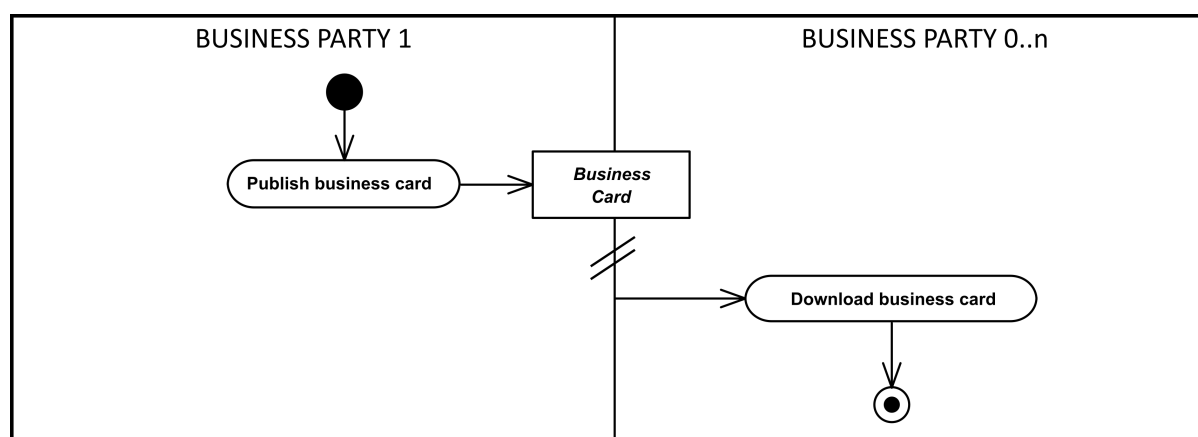 BUSINESS PARTY 1
BUSINESS PARTY 0..n
Publish business card
Business
Card
Download business card